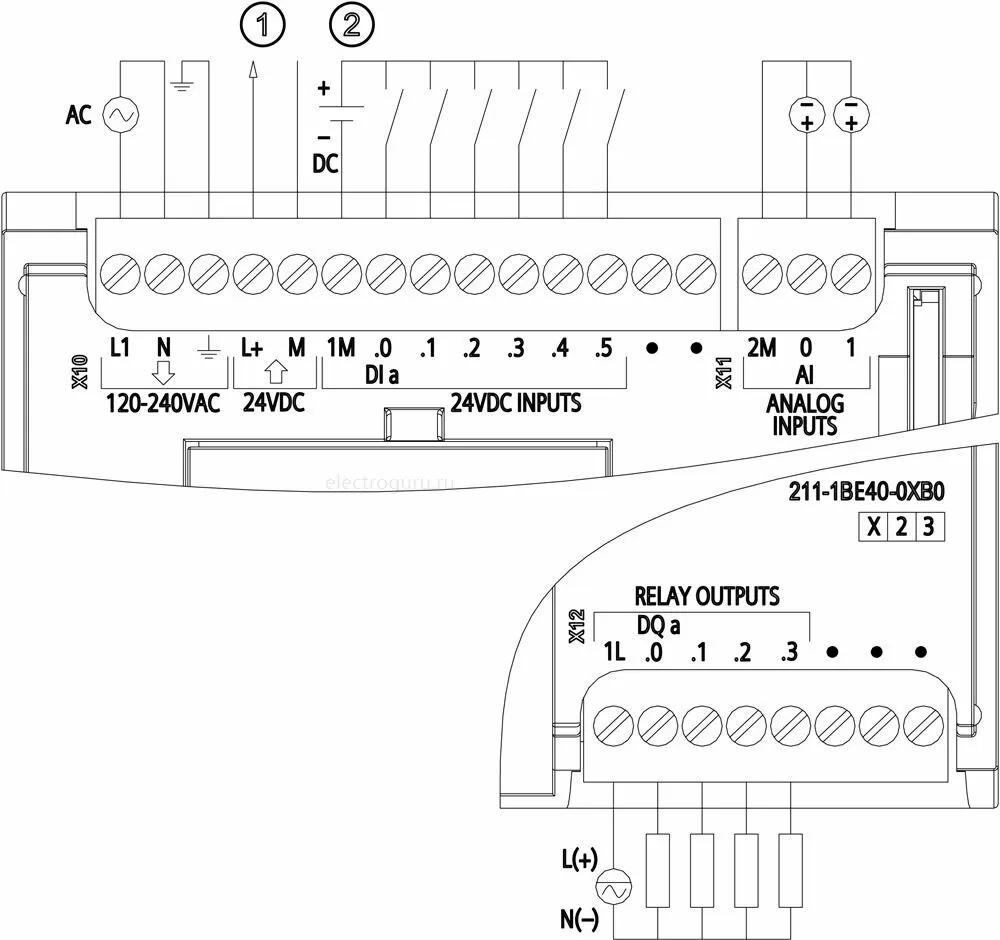 1 2
AC
+
−
DC
− + − +
L1 N L+ M 1M .0 .1 .2 .3 .4 .5 • • 2M 0 1
X10 DI a X11 AI
120-240VAC 24VDC 24VDC INPUTS ANALOG
INPUTS
electroguru.ru
211-1BE40-0XB0
X 2 3
RELAY OUTPUTS
X12 DQ a
1L .0 .1 .2 .3 • • •
L(+)
N(−)